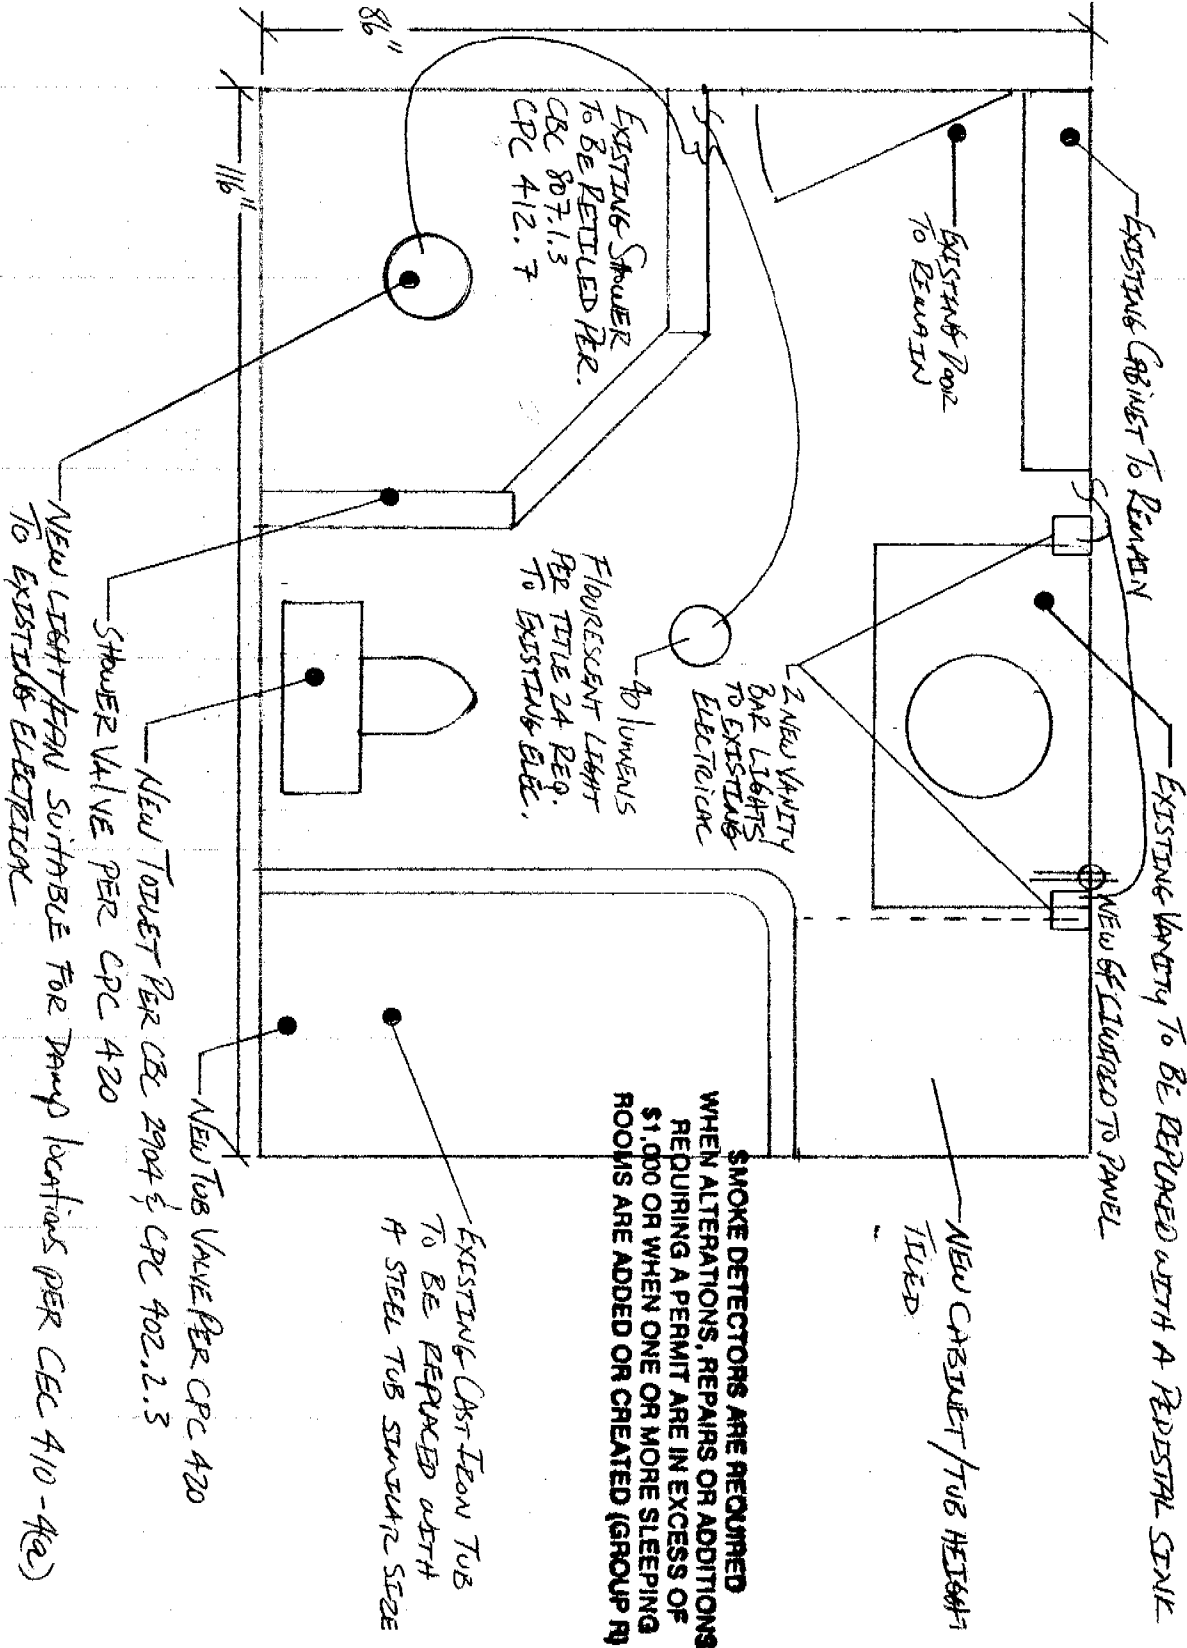 EXISTING CABINET TO REMAIN
EXISTING VANITY TO BE REPLACED WITH A PEDISTAL SINK
NEW GFCI WIRED TO PANEL
NEW CABINET/TUB HEIGHT
TILED
EXISTING DOOR
TO REMAIN
2 NEW VANITY
BAR LIGHTS
TO EXISTING
ELECTRICAL
40 lumens
FlOURESCENT LIGHT
PER TITLE 24 REQ.
TO EXISTING ELEC.
EXISTING SHOWER
TO BE RETILED PER.
CBC 807.1.3
CPC 412.7
86"
116"
SMOKE DETECTORS ARE REQUIRED
WHEN ALTERATIONS, REPAIRS OR ADDITIONS
REQUIRING A PERMIT ARE IN EXCESS OF
$1,000 OR WHEN ONE OR MORE SLEEPING
ROOMS ARE ADDED OR CREATED (GROUP R)
EXISTING CAST IRON TUB
TO BE REPLACED WITH
A STEEL TUB SIMILAR SIZE
NEW TUB VALVE PER CPC 420
NEW TOILET PER CBC 2904 & CPC 402.2.3
SHOWER VALVE PER CPC 420
NEW LIGHT/FAN SUITABLE FOR DAMP locations PER CEC 410-4(a)
TO EXISTING ELECTRICAL